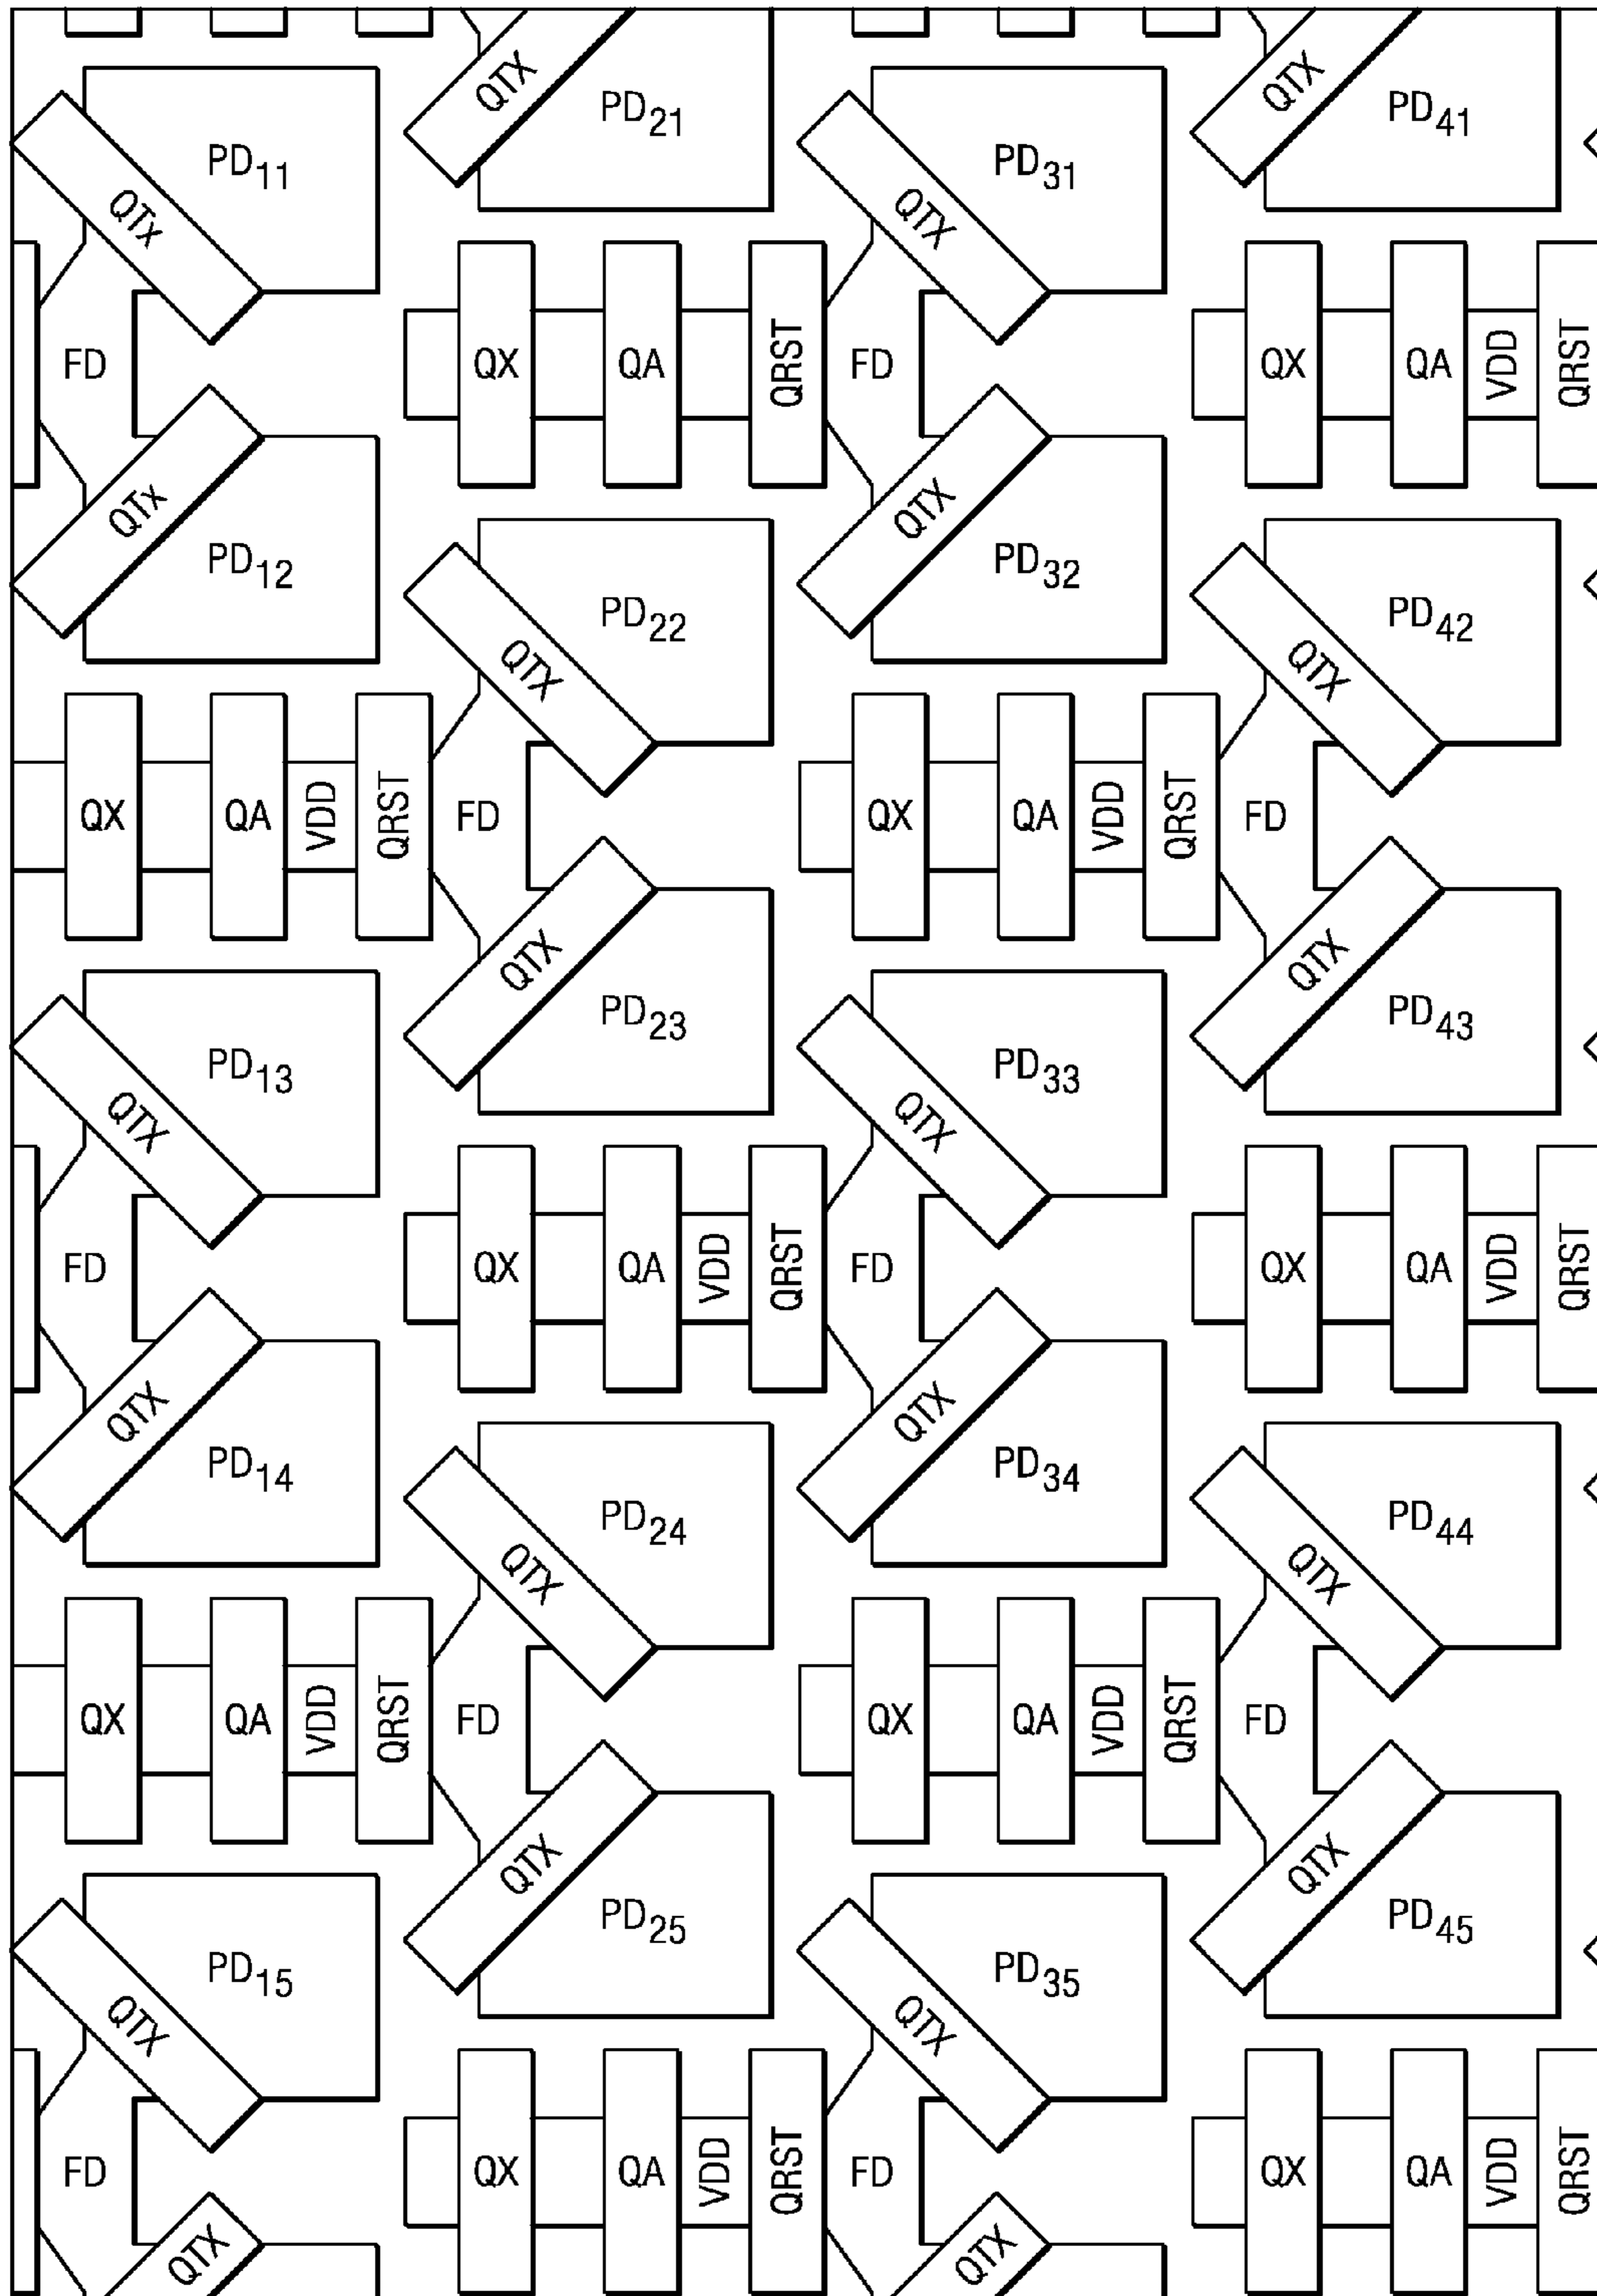 QTX QTX
PD21 PD41
PD11 PD31
QTx QTX
QX QA QRST FD QX QA VDD QRST
FD
QTx QTX
PD12 PD32
PD22 PD42
QTX QTX
QX QA VDD QRST FD QX QA VDD QRST FD
QTX QTX
PD23 PD43
PD13 PD33
QTX QTX
FD QX QA VDD QRST FD QX QA VDD QRST
QTX QTX
PD14 PD34
PD24 PD44
QTX QTX
QX QA VDD QRST FD QX QA VDD QRST FD
QTX QTX
PD25 PD45
PD15 PD35
QTX QTX
FD QX QA VDD QRST FD QX QA VDD QRST
QTX QTX